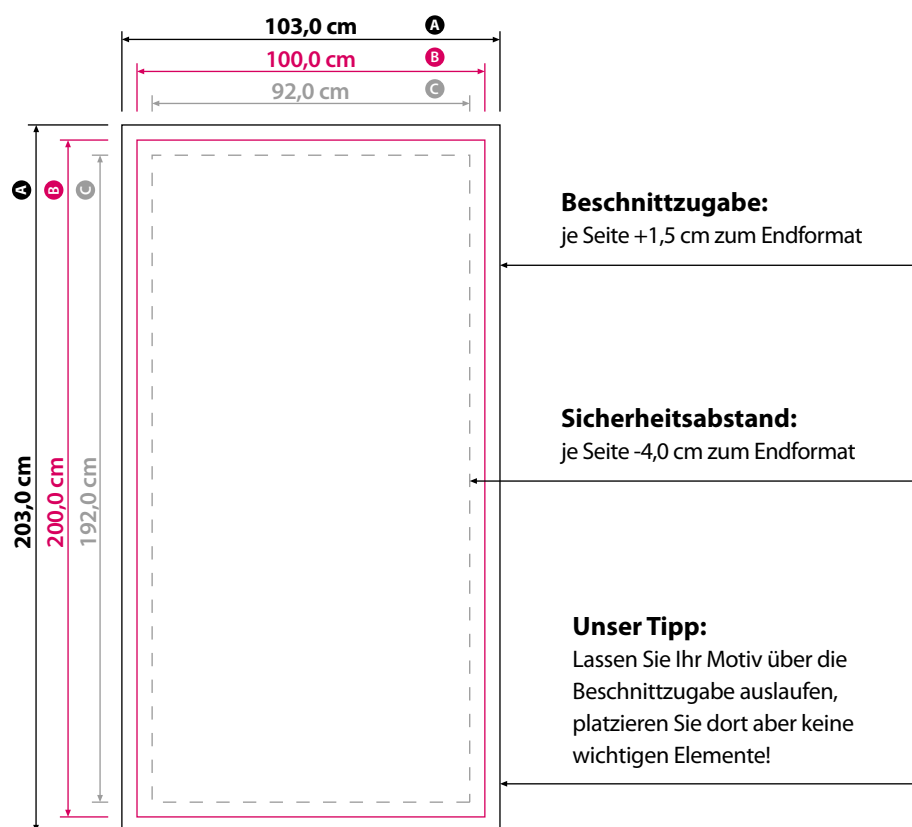 103,0 cm A
100,0 cm B
92,0 cm C
A B C
203,0 cm
200,0 cm
192,0 cm
Beschnittzugabe:
je Seite +1,5 cm zum Endformat
Sicherheitsabstand:
je Seite -4,0 cm zum Endformat
Unser Tipp:
Lassen Sie Ihr Motiv über die
Beschnittzugabe auslaufen,
platzieren Sie dort aber keine
wichtigen Elemente!